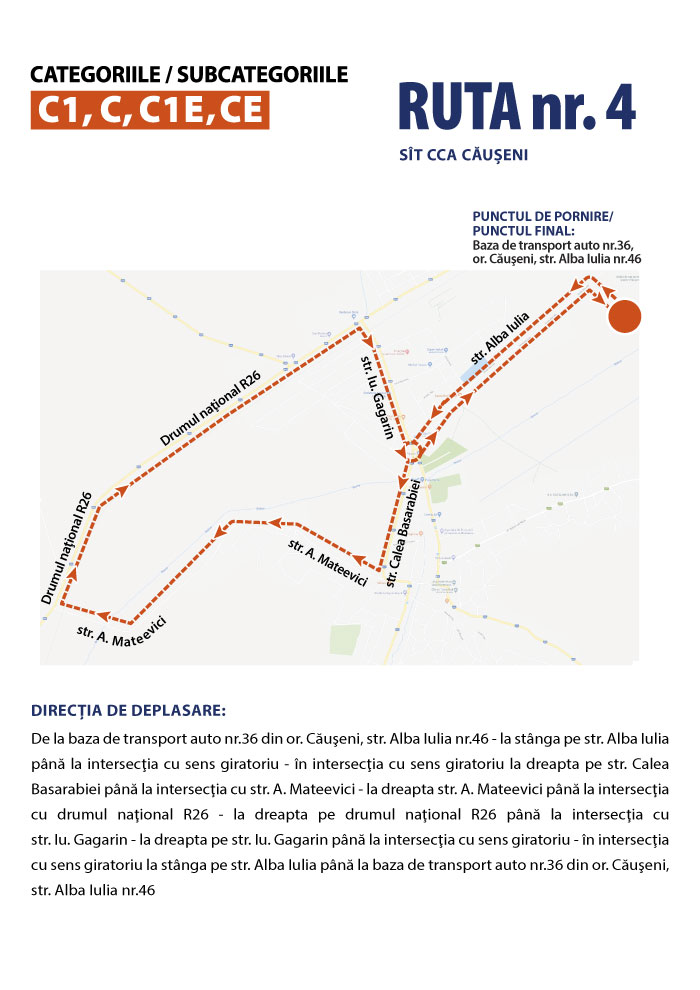 CATEGORIILE / SUBCATEGORIILE
C1, C, C1E, CE
RUTA nr. 4
SÎT CCA CĂUŞENI
PUNCTUL DE PORNIRE/
PUNCTUL FINAL:
Baza de transport auto nr.36,
or. Căuşeni, str. Alba Iulia nr.46
str. Alba Iulia
Drumul naţional R26
str. Iu. Gagarin
Drumul naţional R26
str. Calea Basarabiei
str. A. Mateevici
str. A. Mateevici
DIRECŢIA DE DEPLASARE:
De la baza de transport auto nr.36 din or. Căuşeni, str. Alba Iulia nr.46 - la stânga pe str. Alba Iulia
până la intersecţia cu sens giratoriu - în intersecţia cu sens giratoriu la dreapta pe str. Calea
Basarabiei până la intersecţia cu str. A. Mateevici - la dreapta str. A. Mateevici până la intersecţia
cu drumul naţional R26 - la dreapta pe drumul naţional R26 până la intersecţia cu
str. Iu. Gagarin - la dreapta pe str. Iu. Gagarin până la intersecţia cu sens giratoriu - în intersecţia
cu sens giratoriu la stânga pe str. Alba Iulia până la baza de transport auto nr.36 din or. Căuşeni,
str. Alba Iulia nr.46